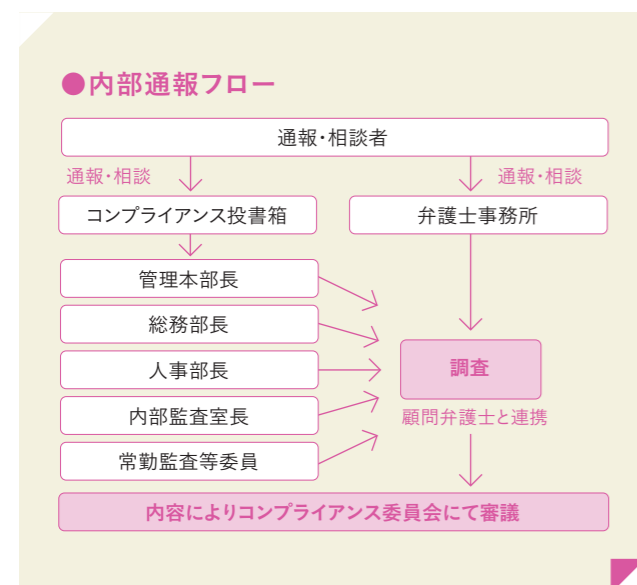 ●内部通報フロー
通報・相談者
通報・相談
通報・相談
コンプライアンス投書箱
弁護士事務所
管理本部長
総務部長
人事部長
内部監査室長
常勤監査等委員
調査
顧問弁護士と連携
内容によりコンプライアンス委員会にて審議